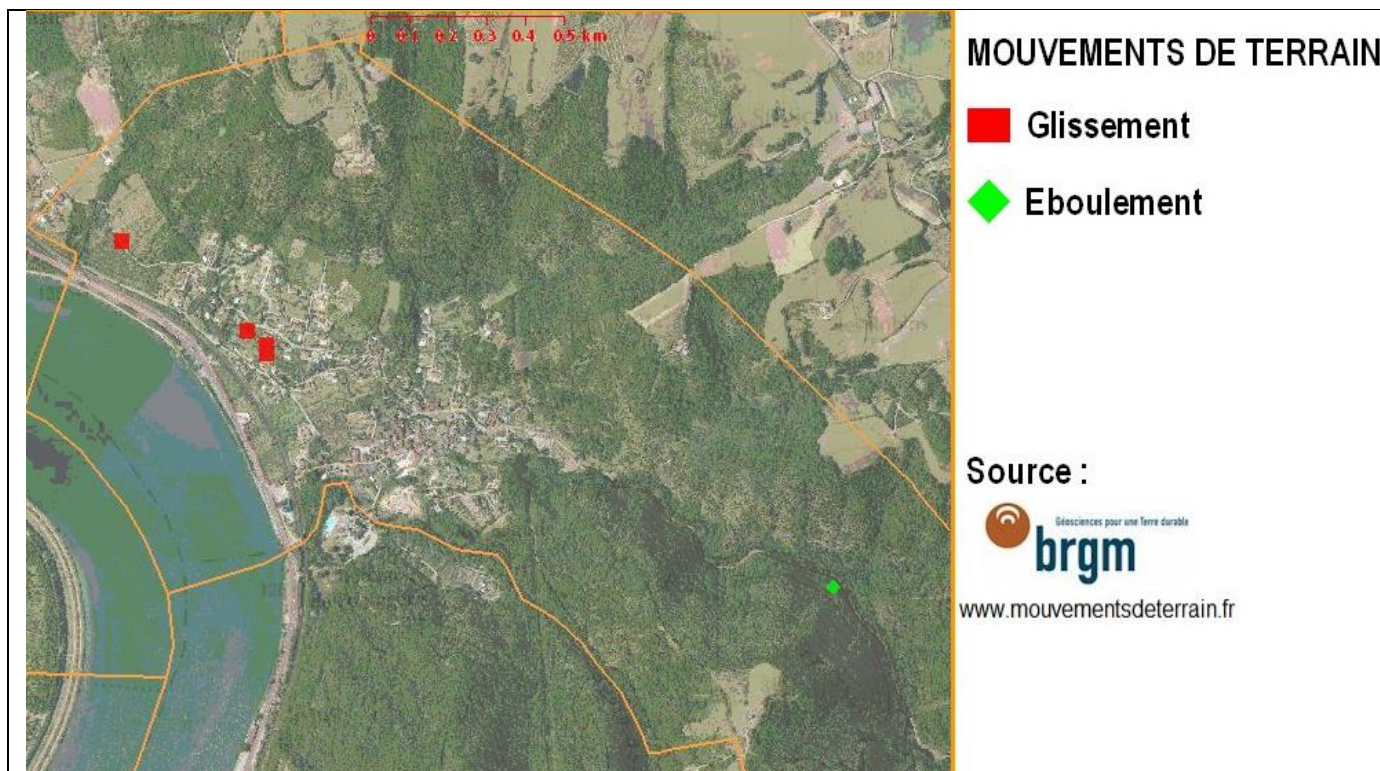 0 0.1 0.2 0.3 0.4 0.5 km
MOUVEMENTS DE TERRAIN
Glissement
Eboulement
Source :
Géosciences pour une Terre durable
brgm
www.mouvementsdeterrain.fr